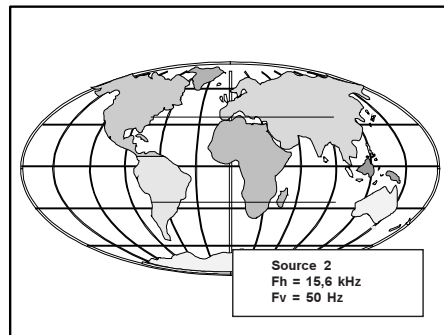 Source 2
Fh = 15,6 kHz
Fv = 50 Hz